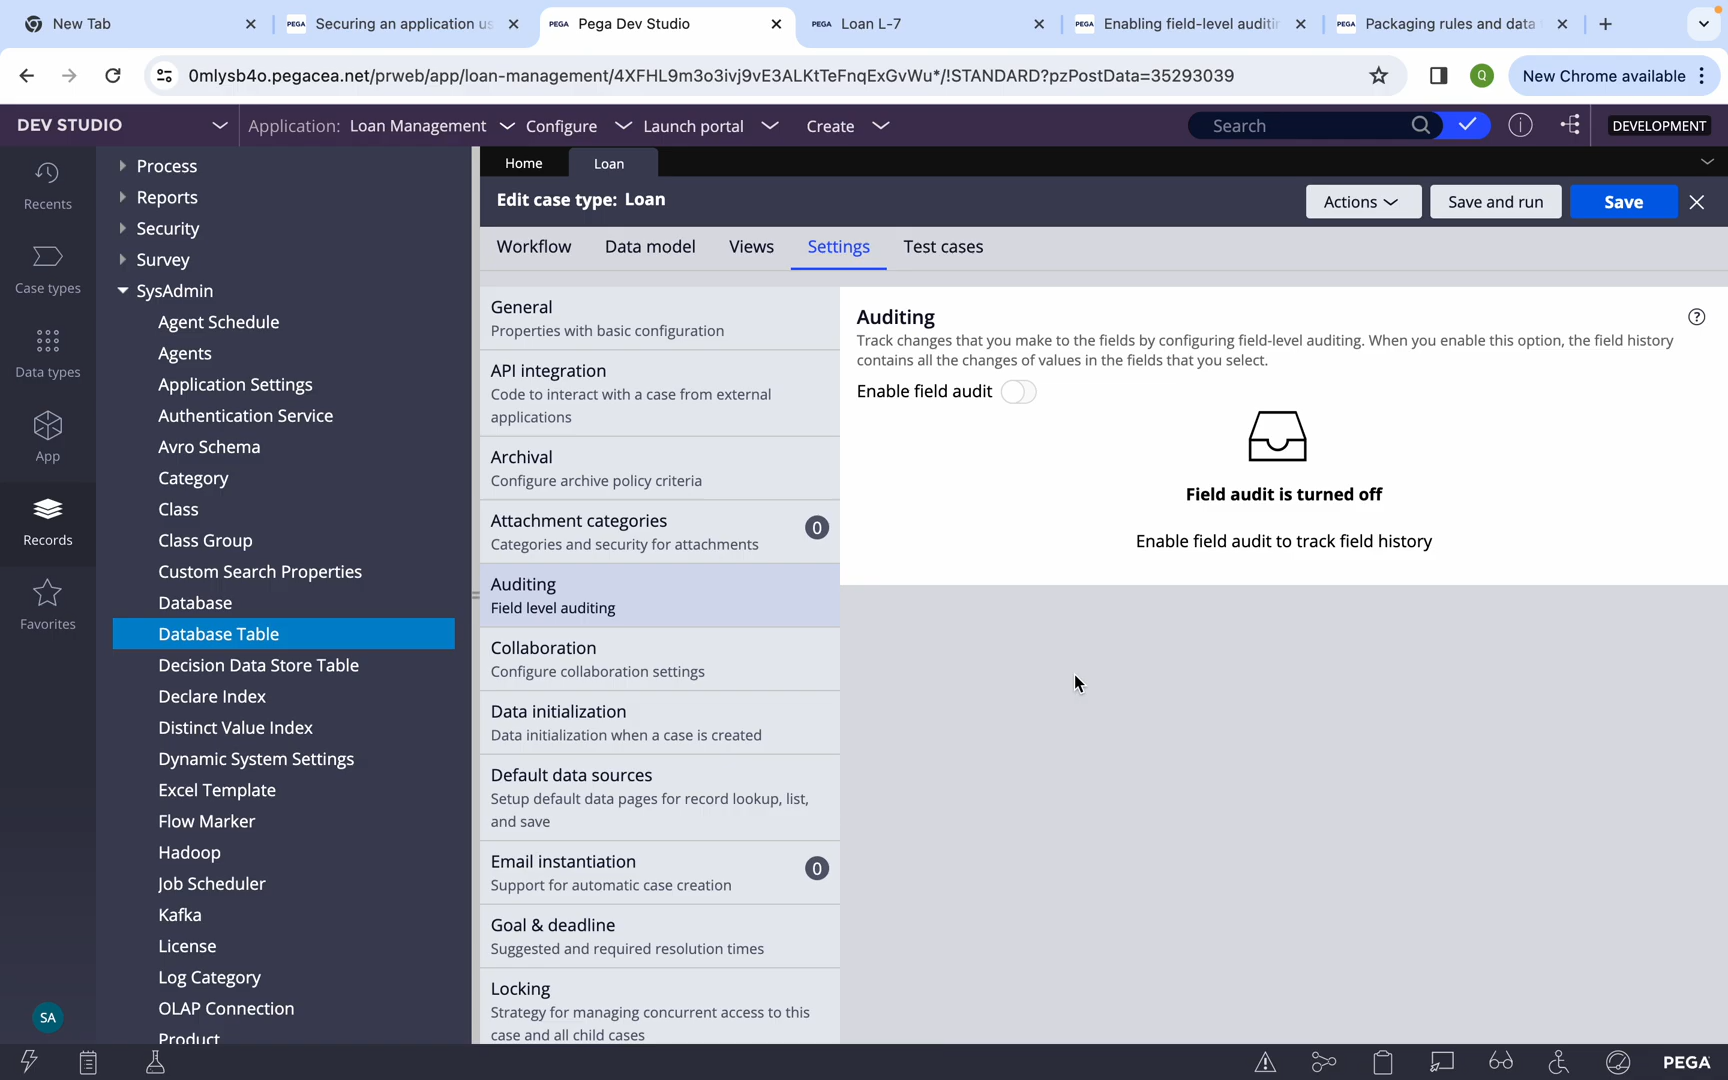 New Tab
PEGA Securing an application us
PEGA Pega Dev Studio
PEGA Loan L-7
PEGA Enabling field-level auditin
PEGA Packaging rules and data
0mlysb4o.pegacea.net/prweb/app/loan-management/4XFHL9m3o3ivj9vE3ALKtTeFnqExGvWu*/!STANDARD?pzPostData=35293039
Q
New Chrome available
DEV STUDIO
Application: Loan Management
Configure
Launch portal
Create
Search
DEVELOPMENT
Recents
Case types
Data types
App
Records
Favorites
SA
Process
Reports
Security
Survey
SysAdmin
Agent Schedule
Agents
Application Settings
Authentication Service
Avro Schema
Category
Class
Class Group
Custom Search Properties
Database
Database Table
Decision Data Store Table
Declare Index
Distinct Value Index
Dynamic System Settings
Excel Template
Flow Marker
Hadoop
Job Scheduler
Kafka
License
Log Category
OLAP Connection
Product
Home
Loan
Edit case type: Loan
Actions
Save and run
Save
Workflow
Data model
Views
Settings
Test cases
General
Properties with basic configuration
API integration
Code to interact with a case from external
applications
Archival
Configure archive policy criteria
Attachment categories
0
Categories and security for attachments
Auditing
Field level auditing
Collaboration
Configure collaboration settings
Data initialization
Data initialization when a case is created
Default data sources
Setup default data pages for record lookup, list,
and save
Email instantiation
0
Support for automatic case creation
Goal & deadline
Suggested and required resolution times
Locking
Strategy for managing concurrent access to this
case and all child cases
Auditing
Track changes that you make to the fields by configuring field-level auditing. When you enable this option, the field history
contains all the changes of values in the fields that you select.
Enable field audit
Field audit is turned off
Enable field audit to track field history
PEGA